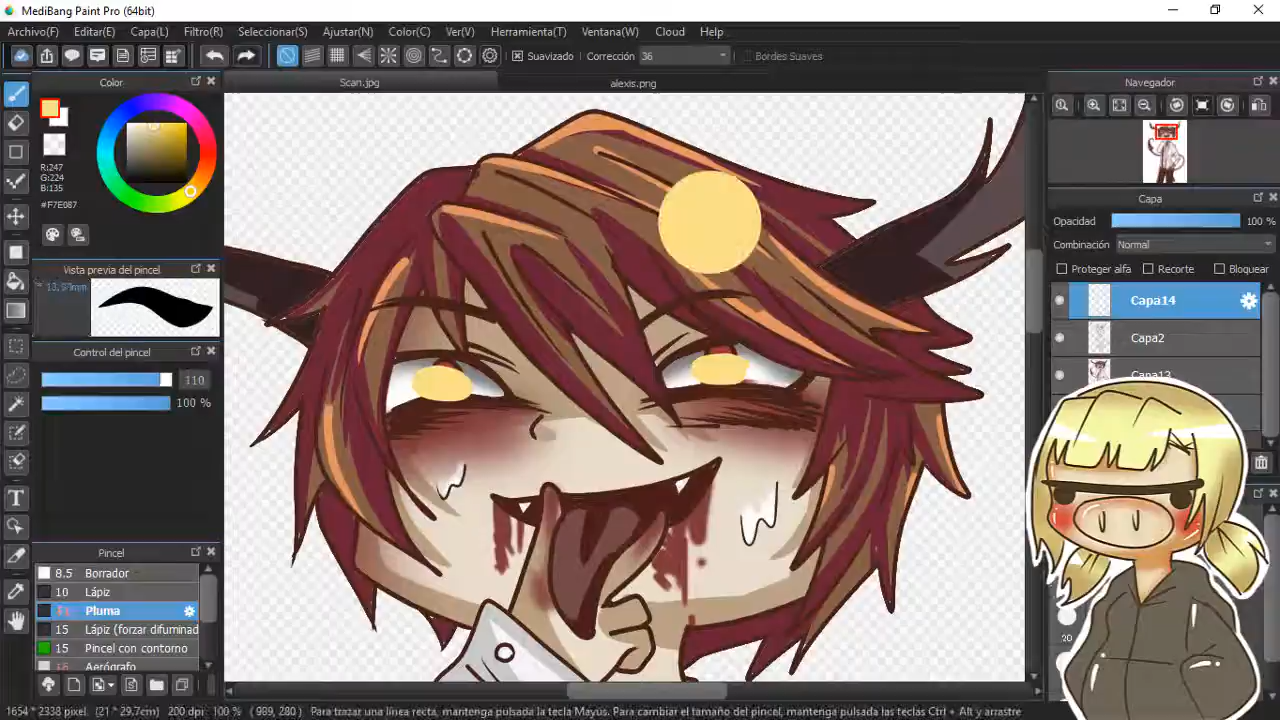 MediBang Paint Pro (64bit)
Archivo(F) Editar(E) Capa(L) Filtro(R) Seleccionar(S) Ajustar(N) Color(C) Ver(V) Herramienta(T) Ventana(W) Cloud Help
Suavizado Corrección 36 Bordes Suaves
Color
Scan.jpg alexis.png
Navegador
R:247
G:224
B:135
#F7E087
Capa
Opacidad 100 %
Combinación Normal
Proteger alfa Recorte Bloquear
Vista previa del pincel
Capa14
Capa2
Capa13
Control del pincel
110
100 %
Pincel
8.5 Borrador
10 Lápiz
Pluma
15 Lápiz (forzar difuminad
15 Pincel con contorno
Aerógrafo
1654 * 2338 pixel (21 * 29.7cm) 200 dpi 100 % (989, 280) Para trazar una línea recta, mantenga pulsada la tecla Mayús. Para cambiar el tamaño del pincel, mantenga pulsadas las teclas Ctrl + Alt y arrastre